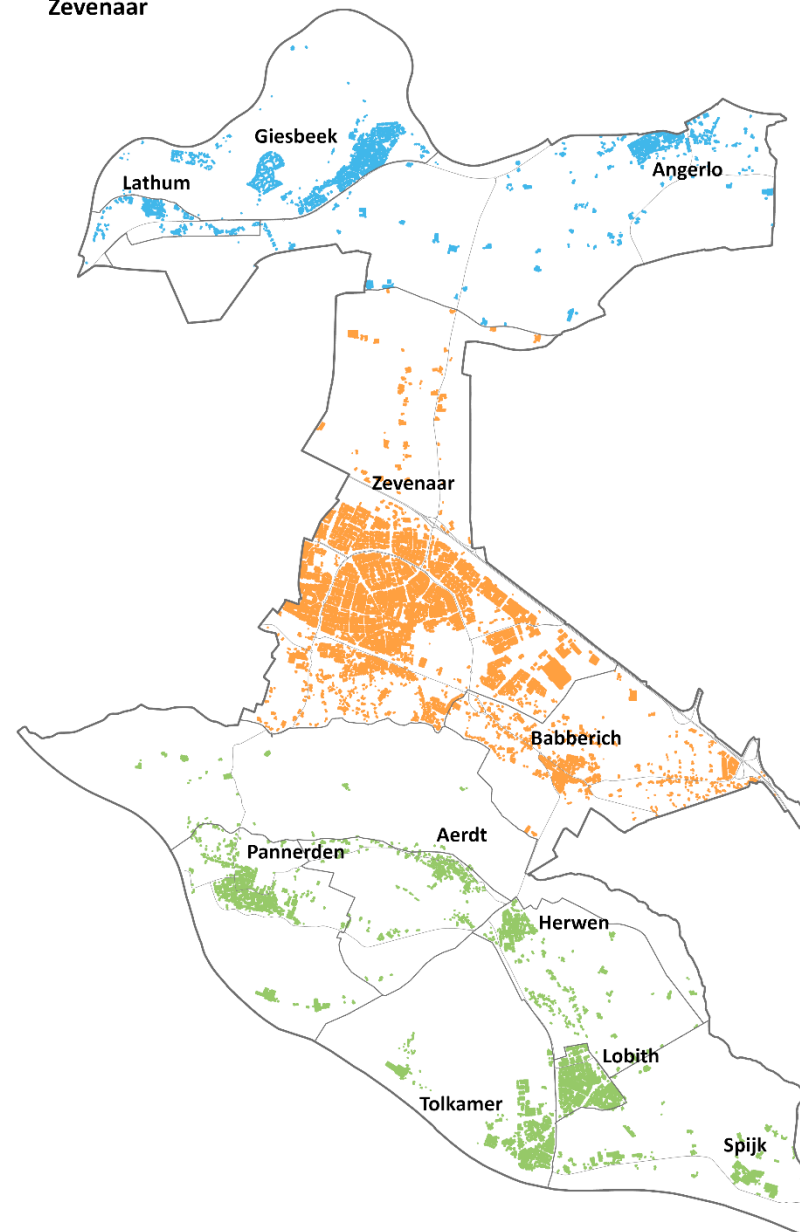 Zevenaar
Giesbeek
Lathum
Angerlo
Zevenaar
Babberich
Aerdt
Pannerden
Herwen
Lobith
Tolkamer
Spijk